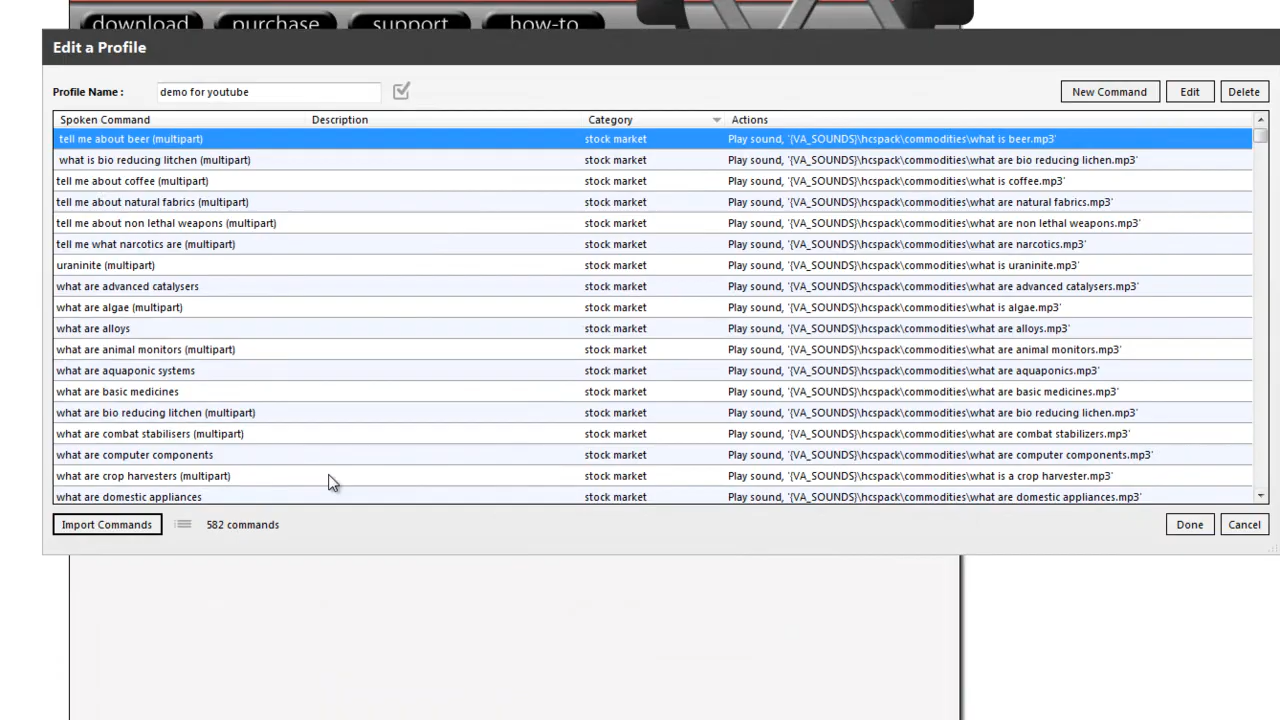 download purchase support how-to
Edit a Profile
Profile Name : demo for youtube New Command Edit Delete
Spoken Command Description Category Actions
tell me about beer (multipart) stock market Play sound, '{VA_SOUNDS}\hcspack\commodities\what is beer.mp3'
what is bio reducing litchen (multipart) stock market Play sound, '{VA_SOUNDS}\hcspack\commodities\what are bio reducing lichen.mp3'
tell me about coffee (multipart) stock market Play sound, '{VA_SOUNDS}\hcspack\commodities\what is coffee.mp3'
tell me about natural fabrics (multipart) stock market Play sound, '{VA_SOUNDS}\hcspack\commodities\what are natural fabrics.mp3'
tell me about non lethal weapons (multipart) stock market Play sound, '{VA_SOUNDS}\hcspack\commodities\what are non lethal weapons.mp3'
tell me what narcotics are (multipart) stock market Play sound, '{VA_SOUNDS}\hcspack\commodities\what are narcotics.mp3'
uraninite (multipart) stock market Play sound, '{VA_SOUNDS}\hcspack\commodities\what is uraninite.mp3'
what are advanced catalysers stock market Play sound, '{VA_SOUNDS}\hcspack\commodities\what are advanced catalysers.mp3'
what are algae (multipart) stock market Play sound, '{VA_SOUNDS}\hcspack\commodities\what is algae.mp3'
what are alloys stock market Play sound, '{VA_SOUNDS}\hcspack\commodities\what are alloys.mp3'
what are animal monitors (multipart) stock market Play sound, '{VA_SOUNDS}\hcspack\commodities\what are animal monitors.mp3'
what are aquaponic systems stock market Play sound, '{VA_SOUNDS}\hcspack\commodities\what are aquaponics.mp3'
what are basic medicines stock market Play sound, '{VA_SOUNDS}\hcspack\commodities\what are basic medicines.mp3'
what are bio reducing litchen (multipart) stock market Play sound, '{VA_SOUNDS}\hcspack\commodities\what are bio reducing lichen.mp3'
what are combat stabilisers (multipart) stock market Play sound, '{VA_SOUNDS}\hcspack\commodities\what are combat stabilizers.mp3'
what are computer components stock market Play sound, '{VA_SOUNDS}\hcspack\commodities\what are computer components.mp3'
what are crop harvesters (multipart) stock market Play sound, '{VA_SOUNDS}\hcspack\commodities\what is a crop harvester.mp3'
what are domestic appliances stock market Play sound, '{VA_SOUNDS}\hcspack\commodities\what are domestic appliances.mp3'
Import Commands 582 commands Done Cancel